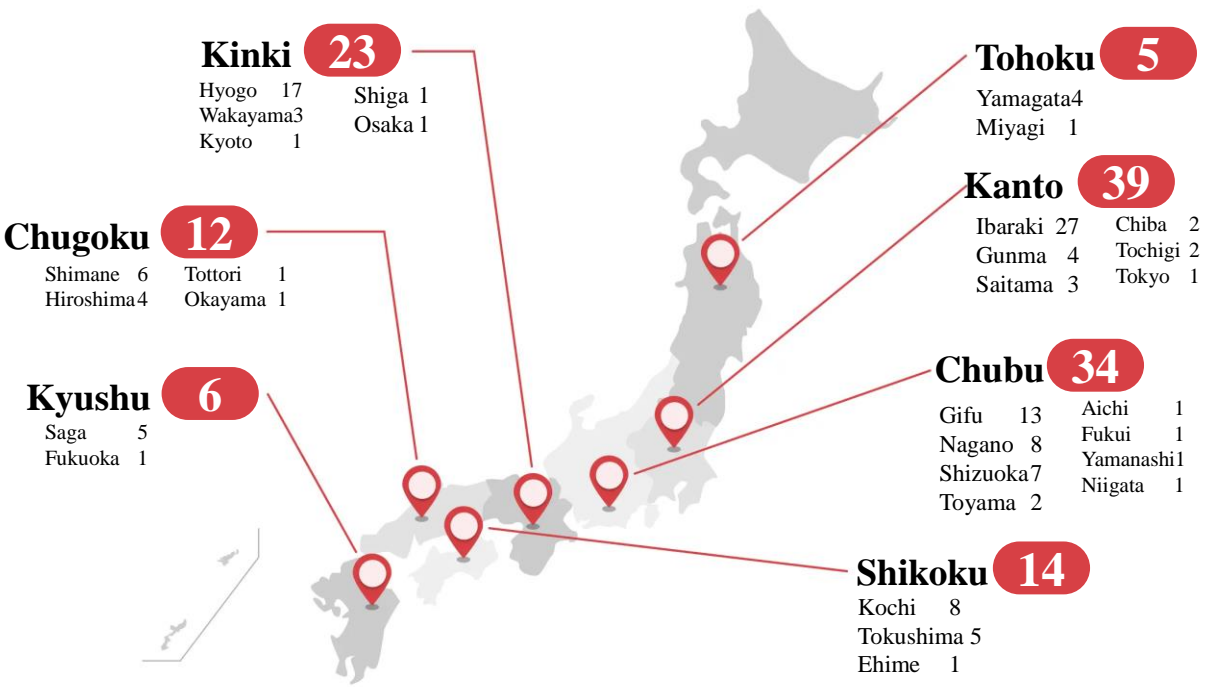 Kinki 23
Hyogo 17
Wakayama3
Kyoto 1
Shiga 1
Osaka 1
Tohoku 5
Yamagata4
Miyagi 1
Kanto 39
Ibaraki 27
Gunma 4
Saitama 3
Chiba 2
Tochigi 2
Tokyo 1
Chugoku 12
Shimane 6
Hiroshima4
Tottori 1
Okayama 1
Chubu 34
Gifu 13
Nagano 8
Shizuoka7
Toyama 2
Aichi 1
Fukui 1
Yamanashi1
Niigata 1
Kyushu 6
Saga 5
Fukuoka 1
Shikoku 14
Kochi 8
Tokushima 5
Ehime 1